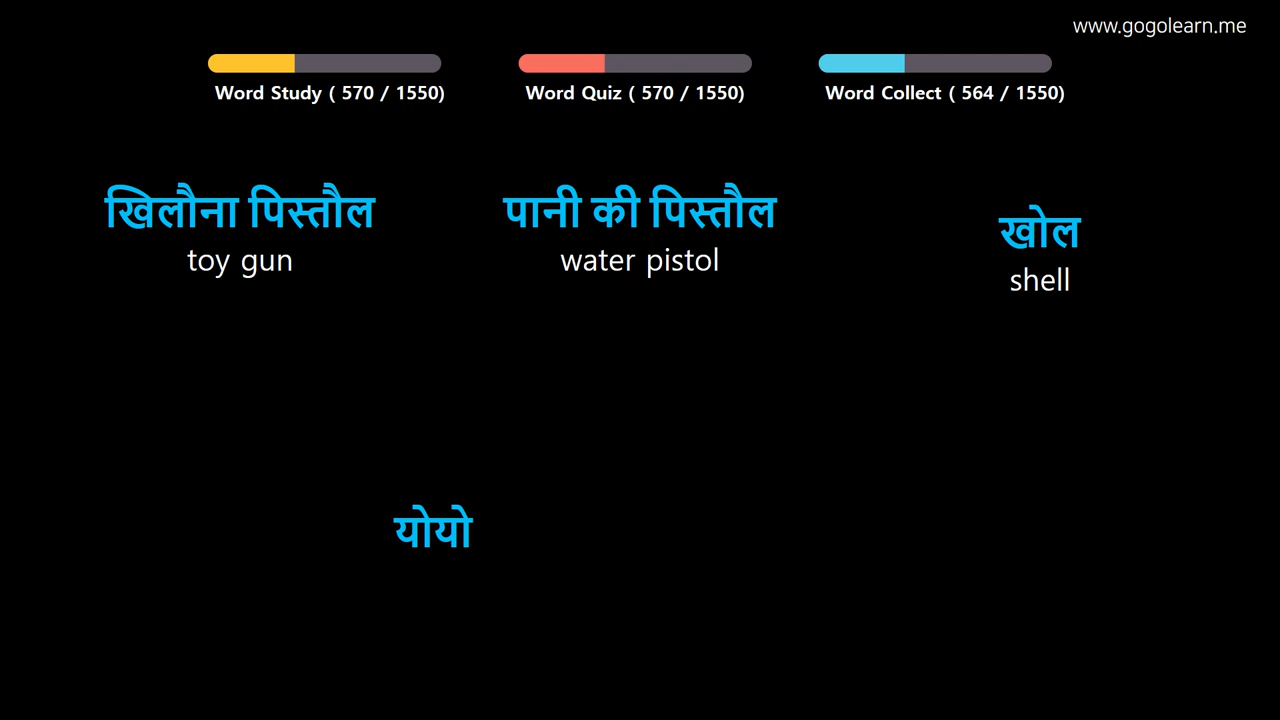 www.gogolearn.me
Word Study ( 570 / 1550)
Word Quiz ( 570 / 1550)
Word Collect ( 564 / 1550)
खिलौना पिस्तौल
toy gun
पानी की पिस्तौल
water pistol
खोल
shell
योयो